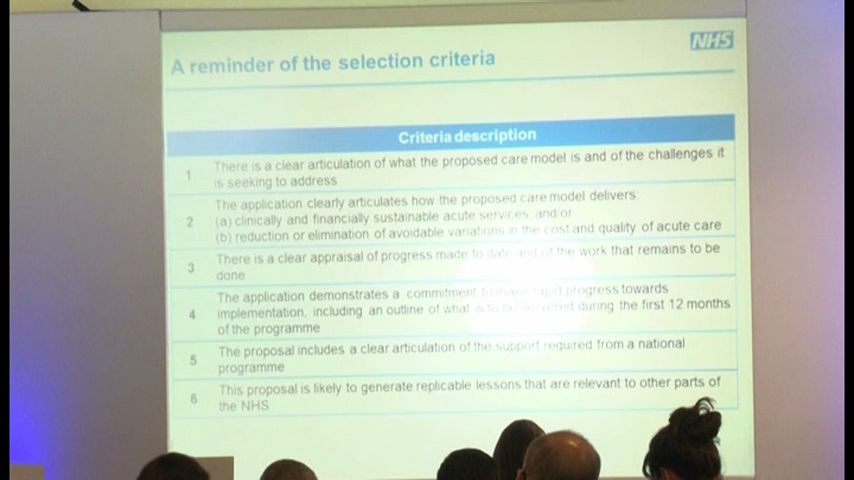 NHS
A reminder of the selection criteria
Criteria description
1 There is a clear articulation of what the proposed care model is and of the challenges it
is seeking to address
2 The application clearly articulates how the proposed care model delivers:
(a) clinically and financially sustainable acute services, and/or
(b) reduction or elimination of avoidable variations in the cost and quality of acute care
3 There is a clear appraisal of progress made to date and of the work that remains to be
done
4 The application demonstrates a commitment to make rapid progress towards
implementation, including an outline of what is to be delivered during the first 12 months
of the programme
5 The proposal includes a clear articulation of the support required from a national
programme
6 This proposal is likely to generate replicable lessons that are relevant to other parts of
the NHS